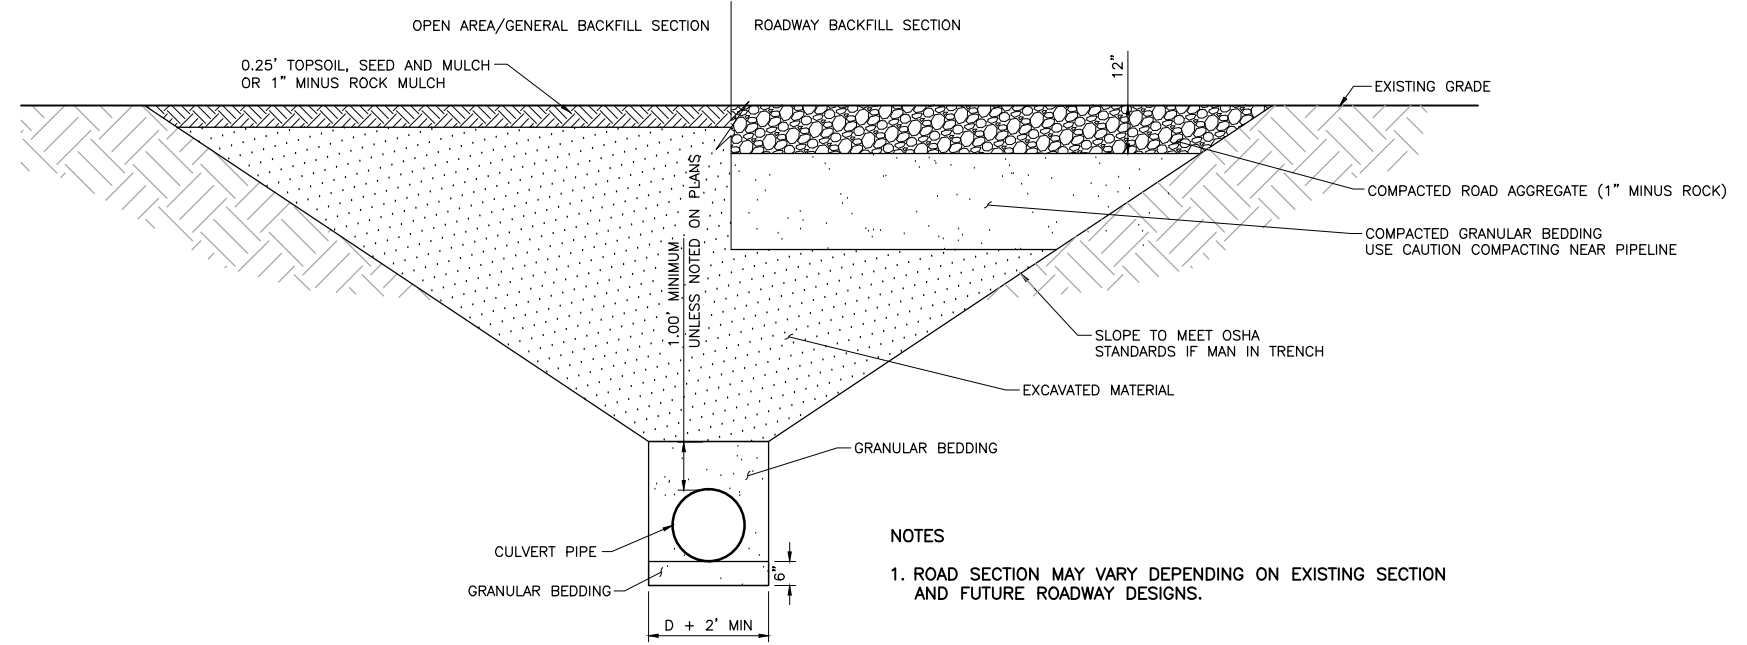 OPEN AREA/GENERAL BACKFILL SECTION
ROADWAY BACKFILL SECTION
0.25' TOPSOIL, SEED AND MULCH
OR 1" MINUS ROCK MULCH
12"
EXISTING GRADE
COMPACTED ROAD AGGREGATE (1" MINUS ROCK)
COMPACTED GRANULAR BEDDING
USE CAUTION COMPACTING NEAR PIPELINE
1.00' MINIMUM
UNLESS NOTED ON PLANS
SLOPE TO MEET OSHA
STANDARDS IF MAN IN TRENCH
EXCAVATED MATERIAL
GRANULAR BEDDING
CULVERT PIPE
GRANULAR BEDDING
6"
D + 2' MIN
NOTES
1. ROAD SECTION MAY VARY DEPENDING ON EXISTING SECTION
AND FUTURE ROADWAY DESIGNS.